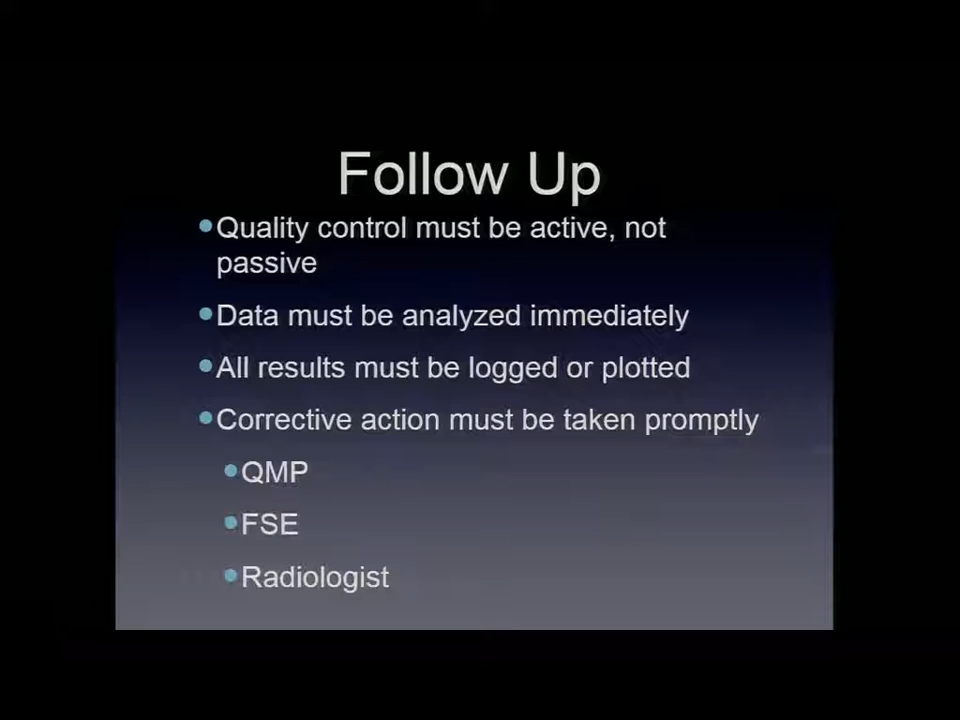 Follow Up
•Quality control must be active, not
passive
•Data must be analyzed immediately
•All results must be logged or plotted
•Corrective action must be taken promptly
•QMP
•FSE
•Radiologist